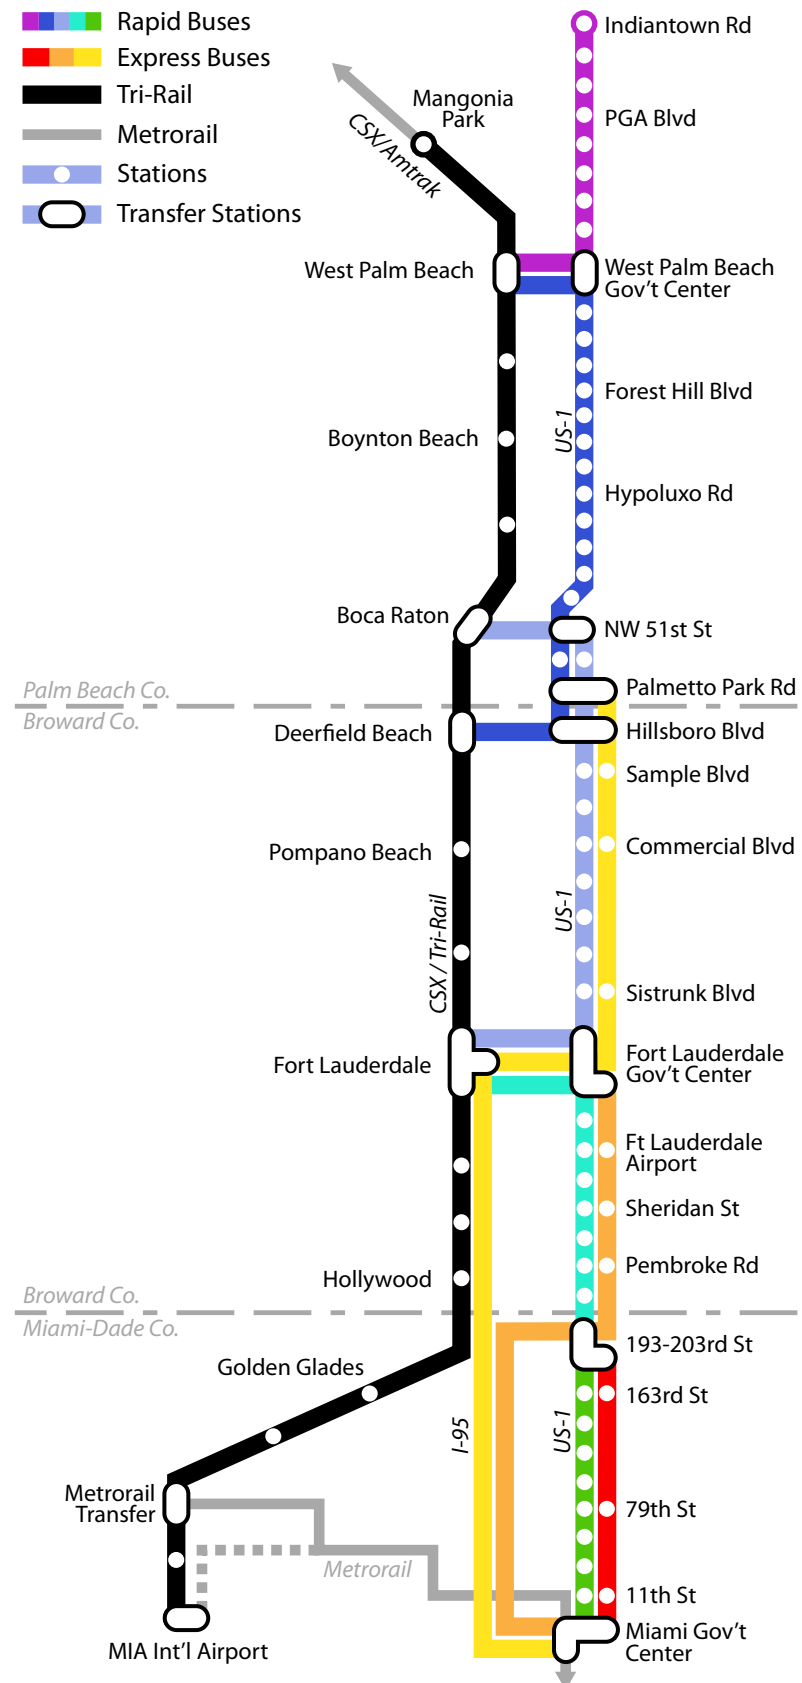 Rapid Buses
Express Buses
Tri-Rail
Metrorail
Stations
Transfer Stations
Indiantown Rd
Mangonia
Park
CSX/Amtrak
PGA Blvd
West Palm Beach
West Palm Beach
Gov't Center
Forest Hill Blvd
US-1
Boynton Beach
Hypoluxo Rd
Boca Raton
NW 51st St
Palm Beach Co.
Palmetto Park Rd
Broward Co.
Deerfield Beach
Hillsboro Blvd
Sample Blvd
Pompano Beach
Commercial Blvd
CSX / Tri-Rail
US-1
Sistrunk Blvd
Fort Lauderdale
Fort Lauderdale
Gov't Center
Ft Lauderdale
Airport
Sheridan St
Hollywood
Pembroke Rd
Broward Co.
Miami-Dade Co.
193-203rd St
Golden Glades
163rd St
I-95
US-1
Metrorail
Transfer
79th St
Metrorail
11th St
MIA Int'l Airport
Miami Gov't
Center